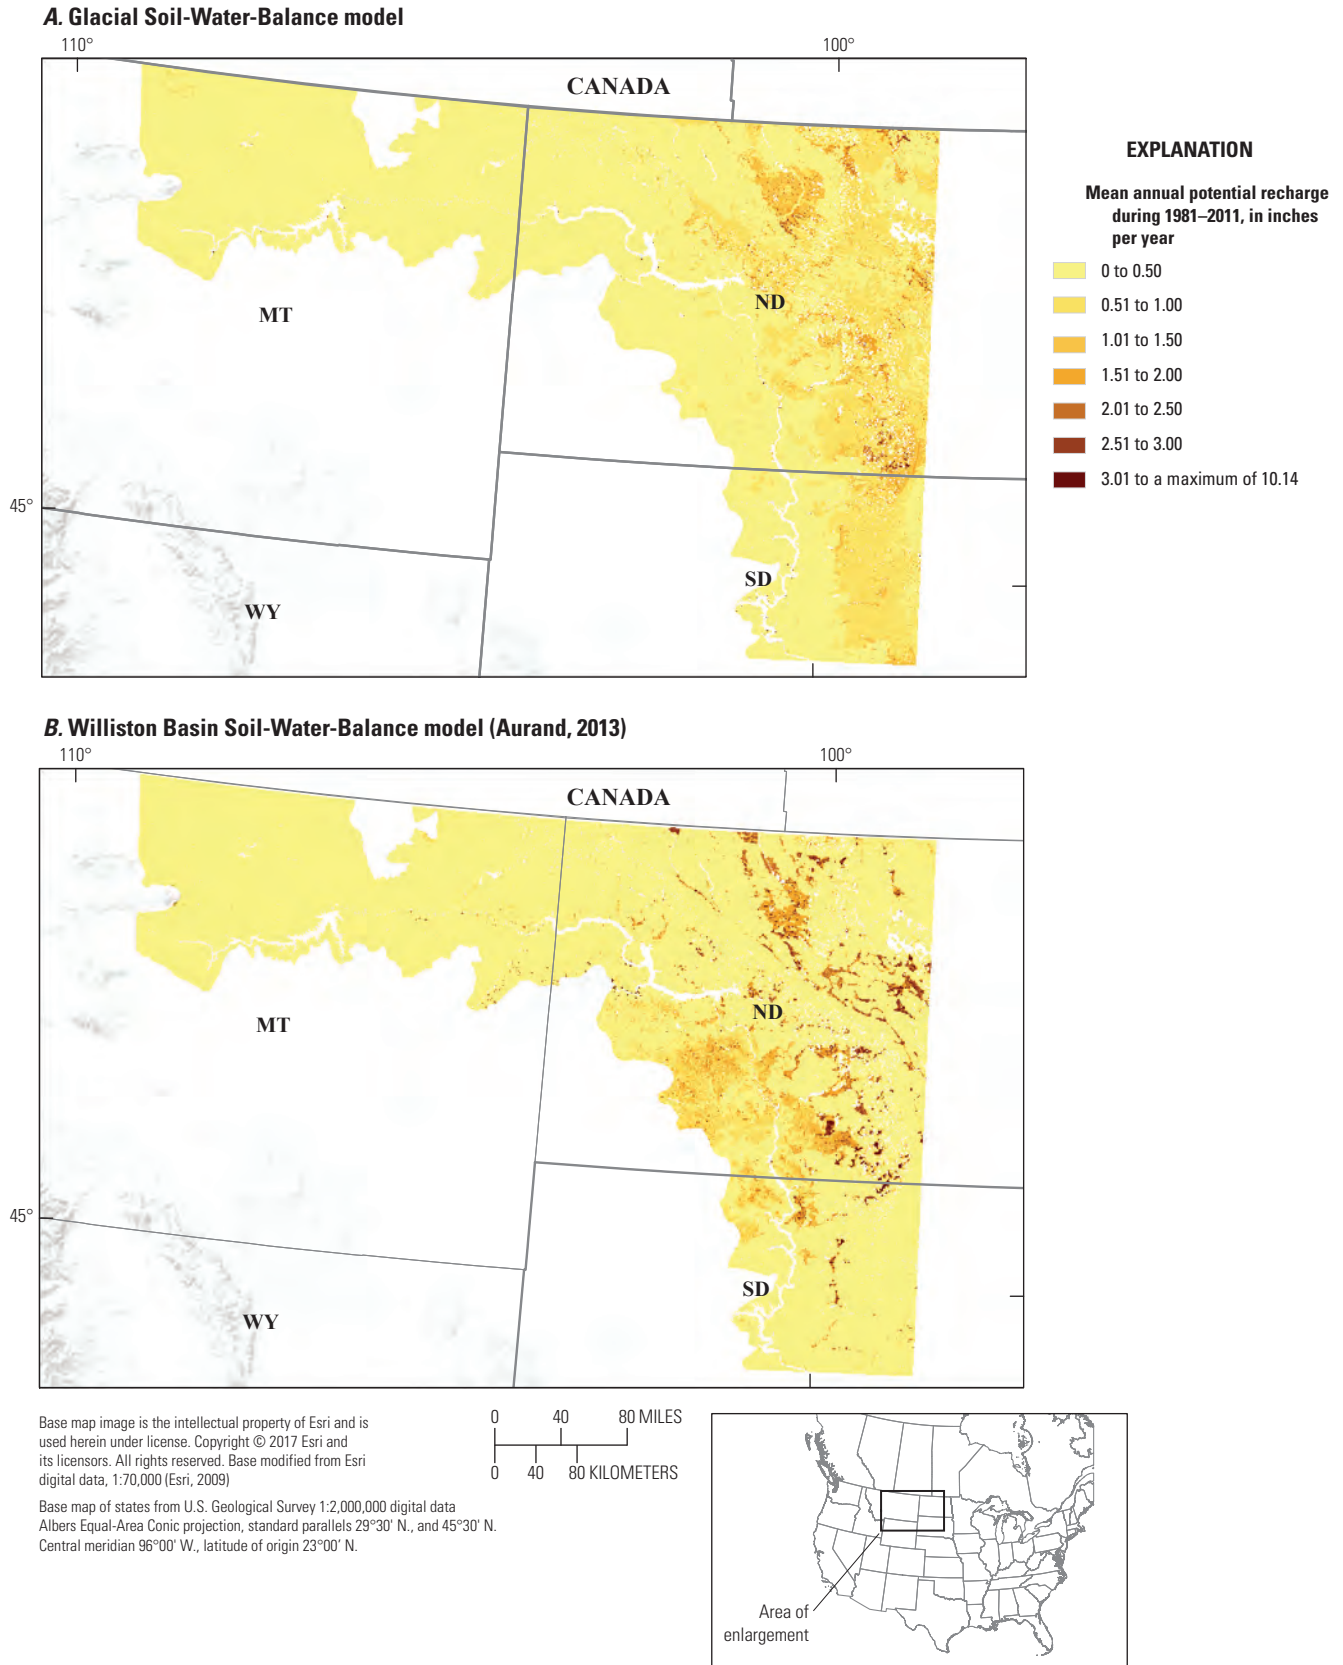 A. Glacial Soil-Water-Balance model
110°
100°
CANADA
MT
ND
45°
SD
WY
EXPLANATION
Mean annual potential recharge
during 1981–2011, in inches
per year
0 to 0.50
0.51 to 1.00
1.01 to 1.50
1.51 to 2.00
2.01 to 2.50
2.51 to 3.00
3.01 to a maximum of 10.14
B. Williston Basin Soil-Water-Balance model (Aurand, 2013)
110°
100°
CANADA
MT
ND
45°
SD
WY
Base map image is the intellectual property of Esri and is
used herein under license. Copyright © 2017 Esri and
its licensors. All rights reserved. Base modified from Esri
digital data, 1:70,000 (Esri, 2009)
Base map of states from U.S. Geological Survey 1:2,000,000 digital data
Albers Equal-Area Conic projection, standard parallels 29°30' N., and 45°30' N.
Central meridian 96°00' W., latitude of origin 23°00' N.
0 40 80 MILES
0 40 80 KILOMETERS
Area of
enlargement